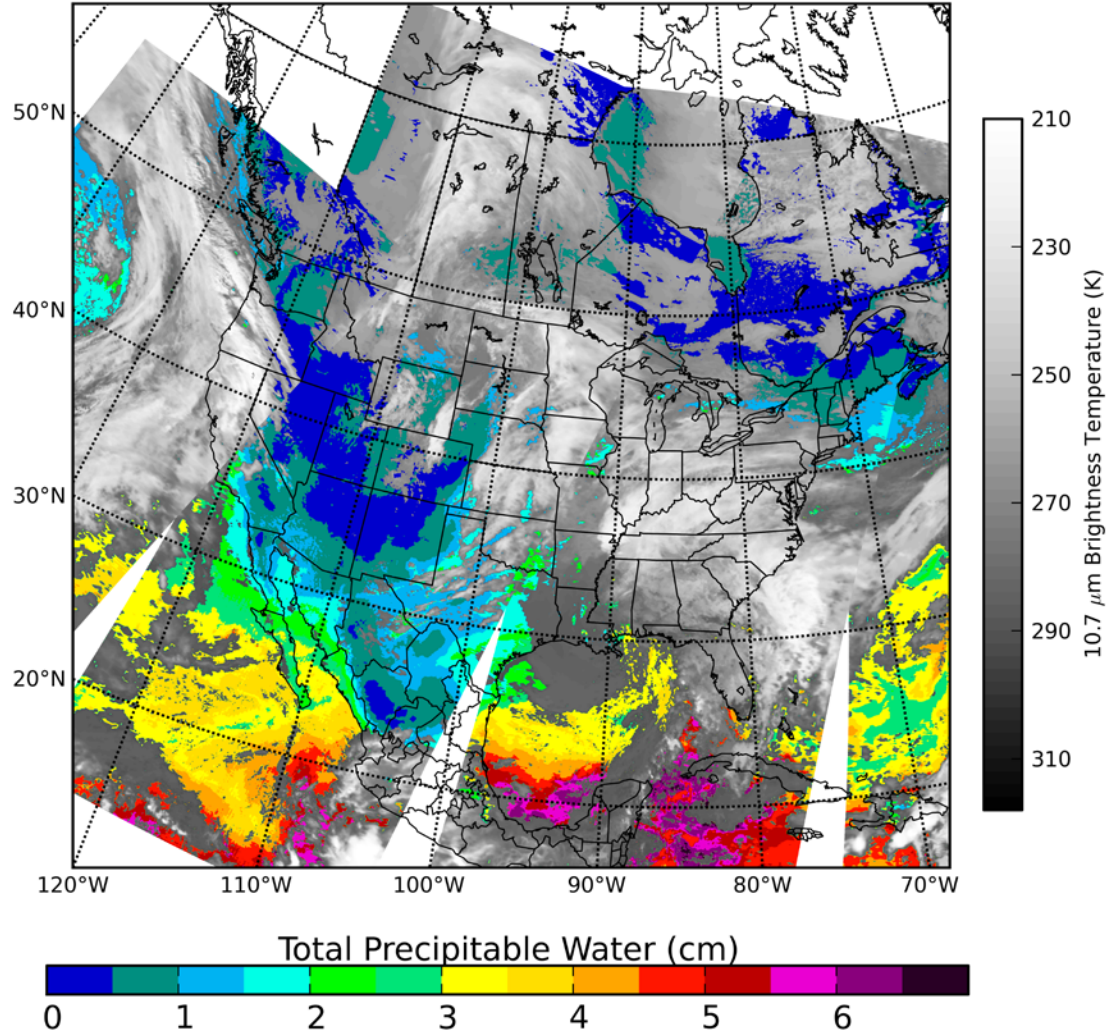 50°N
40°N
30°N
20°N
120°W 110°W 100°W 90°W 80°W 70°W
210
230
250
270
290
310
10.7 μm Brightness Temperature (K)
Total Precipitable Water (cm)
0 1 2 3 4 5 6